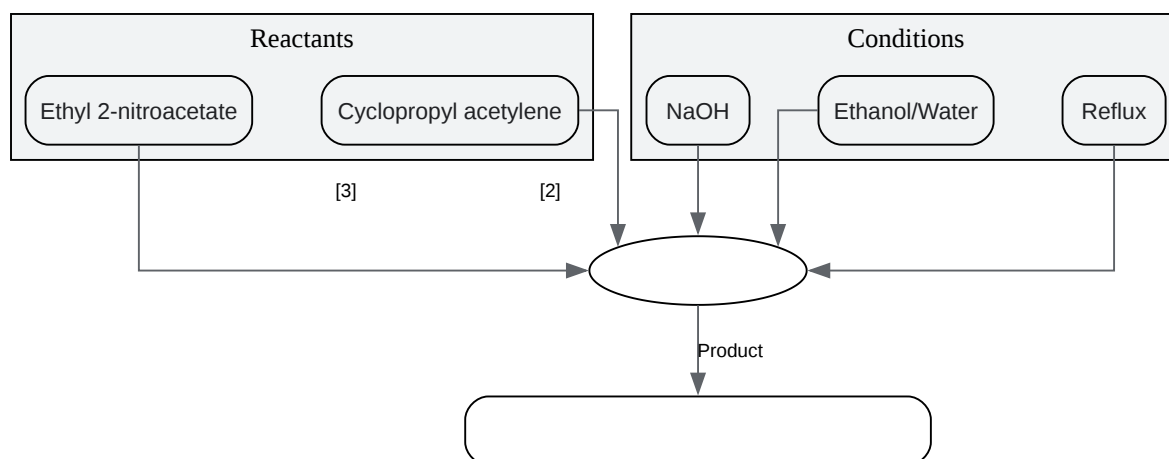 Reactants
Conditions
Ethyl 2-nitroacetate
Cyclopropyl acetylene
NaOH
Ethanol/Water
Reflux
[3]
[2]
Product